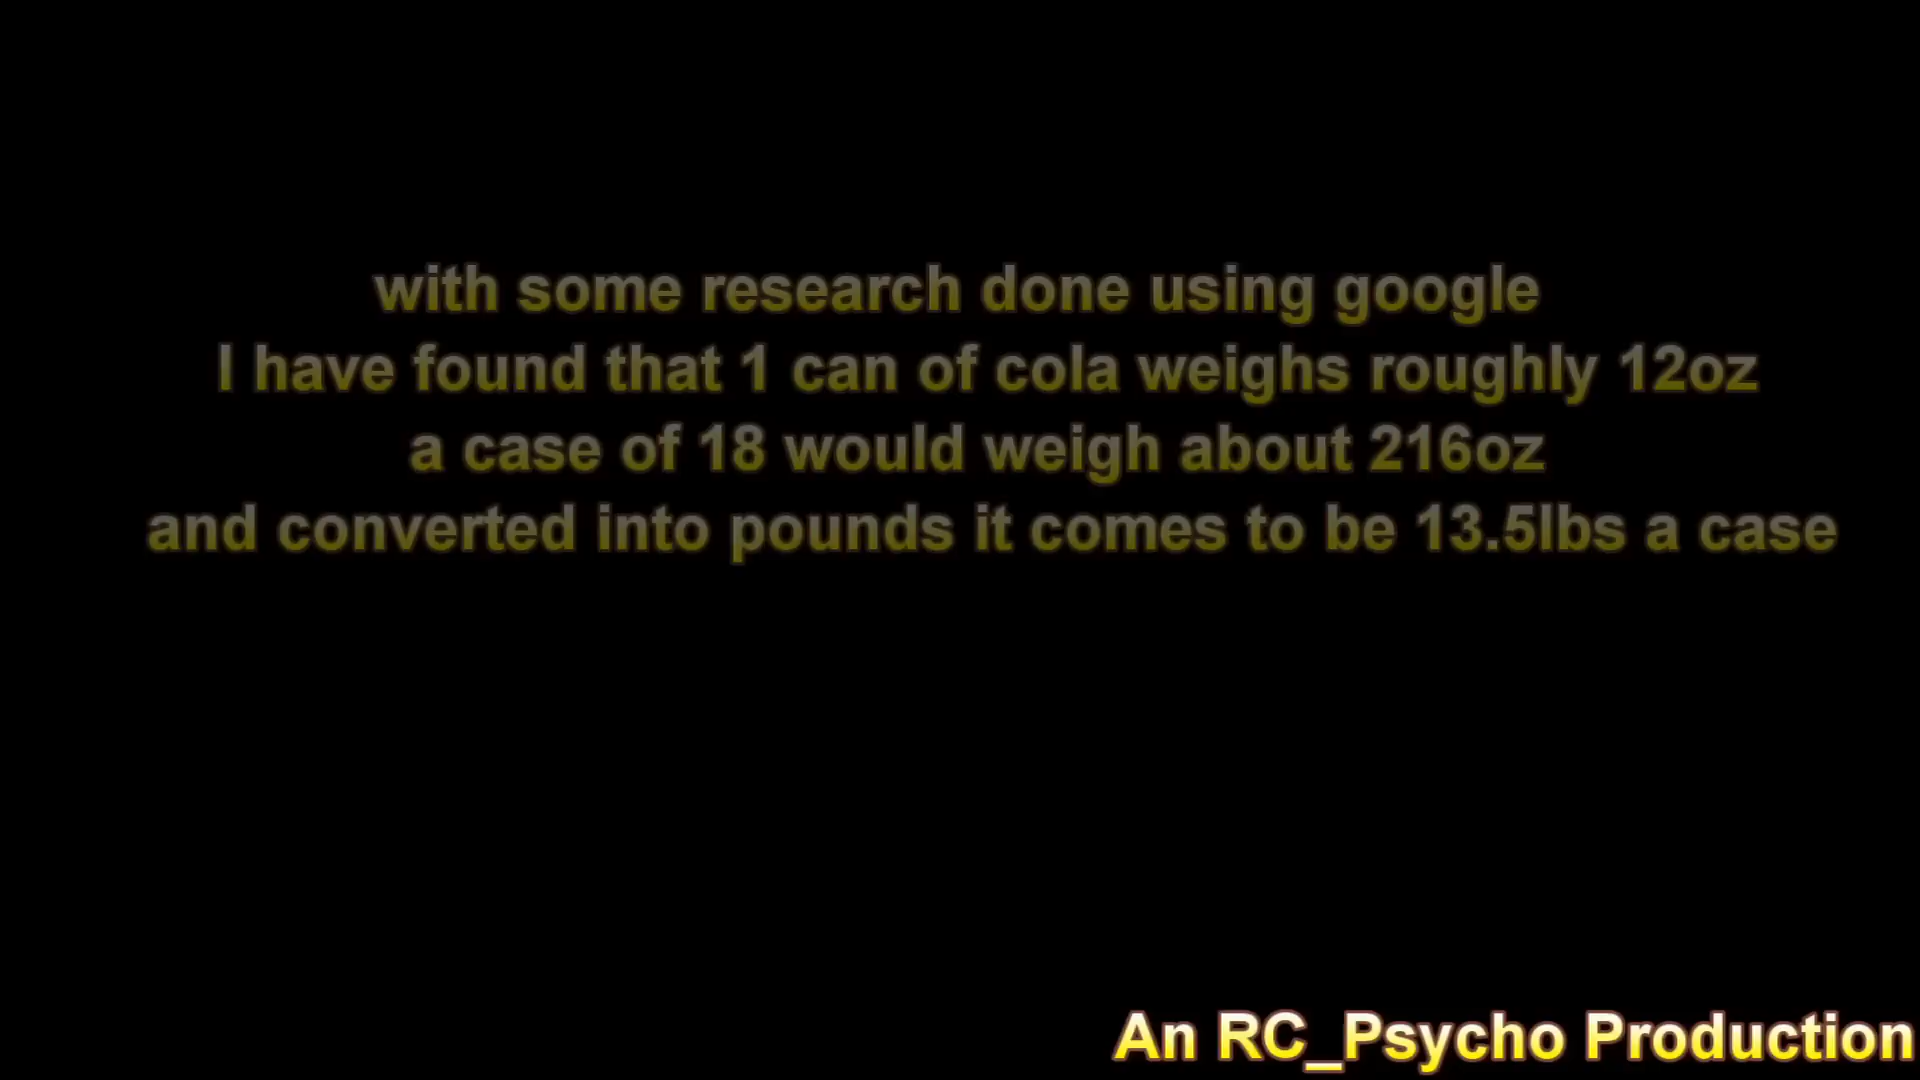 with some research done using google
I have found that 1 can of cola weighs roughly 12oz
a case of 18 would weigh about 216oz
and converted into pounds it comes to be 13.5lbs a case
An RC_Psycho Production